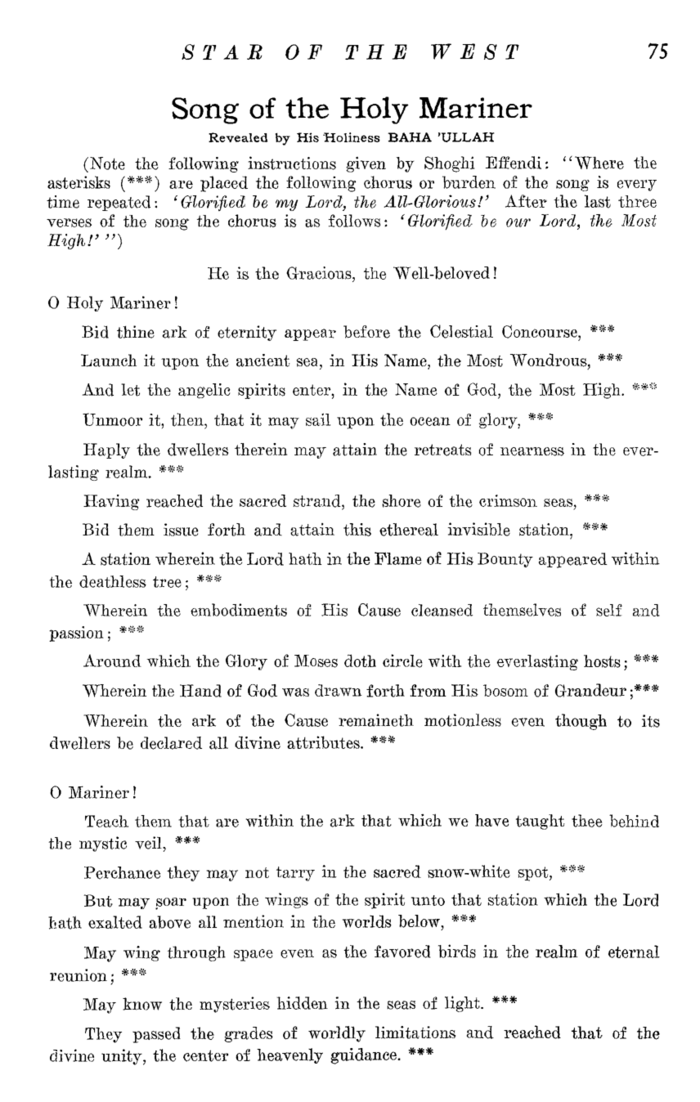 STAR OF THE WEST 75
Song of the Holy Mariner
Revealed by His Holiness BAHA 'ULLAH
(Note the following instructions given by Shoghi Effendi: "Where the
asterisks (***) are placed the following chorus or burden of the song is every
time repeated: 'Glorified be my Lord, the All-Glorious!' After the last three
verses of the song the chorus is as follows: 'Glorified be our Lord, the Most
High!' ")
He is the Gracious, the Well-beloved!
O Holy Mariner!
Bid thine ark of eternity appear before the Celestial Concourse, ***
Launch it upon the ancient sea, in His Name, the Most Wondrous, ***
And let the angelic spirits enter, in the Name of God, the Most High. ***
Unmoor it, then, that it may sail upon the ocean of glory, ***
Haply the dwellers therein may attain the retreats of nearness in the ever-
lasting realm. ***
Having reached the sacred strand, the shore of the crimson seas, ***
Bid them issue forth and attain this ethereal invisible station, ***
A station wherein the Lord hath in the Flame of His Bounty appeared within
the deathless tree; ***
Wherein the embodiments of His Cause cleansed themselves of self and
passion; ***
Around which the Glory of Moses doth circle with the everlasting hosts; ***
Wherein the Hand of God was drawn forth from His bosom of Grandeur;***
Wherein the ark of the Cause remaineth motionless even though to its
dwellers be declared all divine attributes. ***
O Mariner!
Teach them that are within the ark that which we have taught thee behind
the mystic veil, ***
Perchance they may not tarry in the sacred snow-white spot, ***
But may soar upon the wings of the spirit unto that station which the Lord
hath exalted above all mention in the worlds below, ***
May wing through space even as the favored birds in the realm of eternal
reunion; ***
May know the mysteries hidden in the seas of light. ***
They passed the grades of worldly limitations and reached that of the
divine unity, the center of heavenly guidance. ***